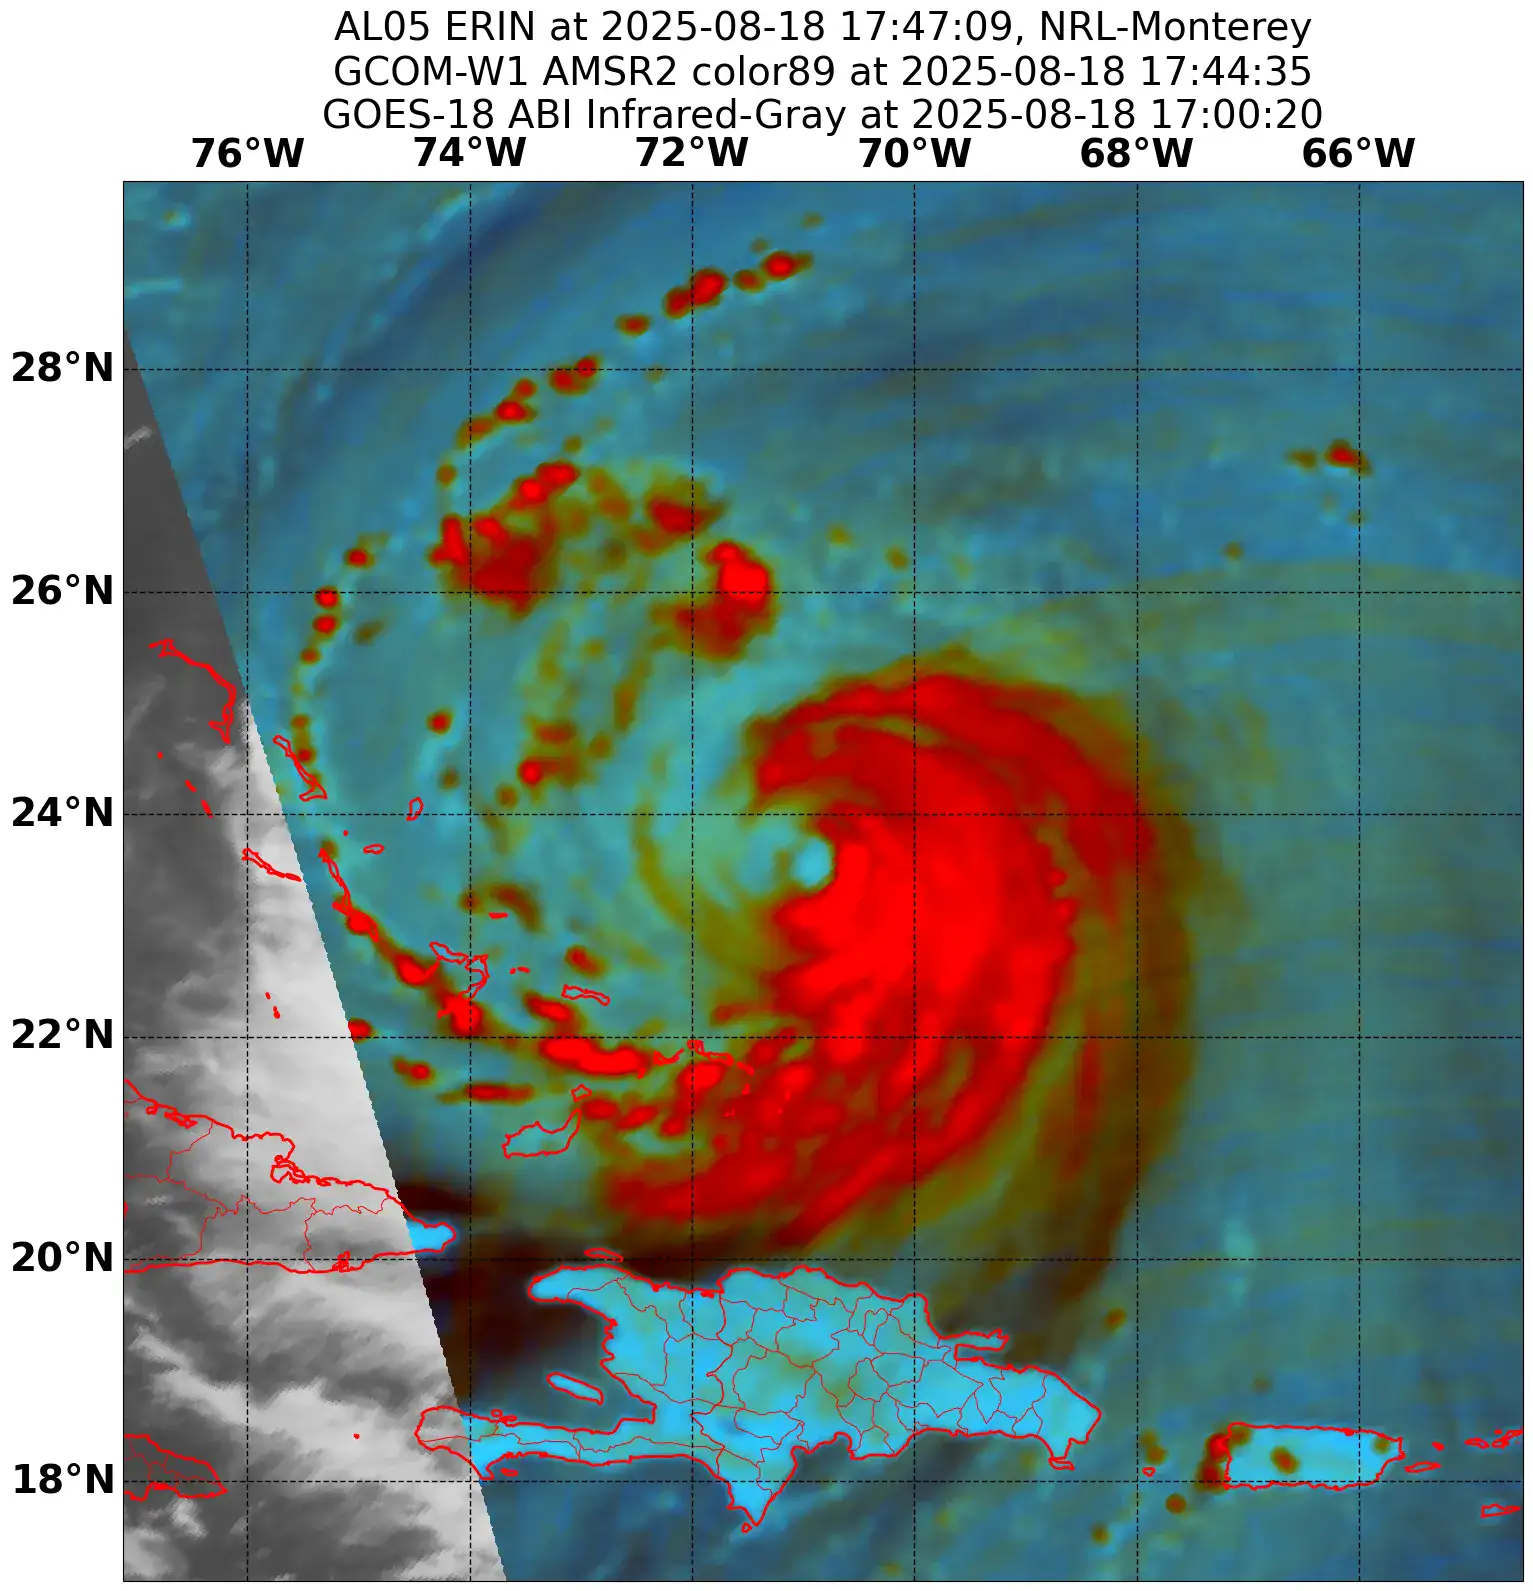 AL05 ERIN at 2025-08-18 17:47:09, NRL-Monterey
GCOM-W1 AMSR2 color89 at 2025-08-18 17:44:35
GOES-18 ABI Infrared-Gray at 2025-08-18 17:00:20
76°W 74°W 72°W 70°W 68°W 66°W
28°N
26°N
24°N
22°N
20°N
18°N